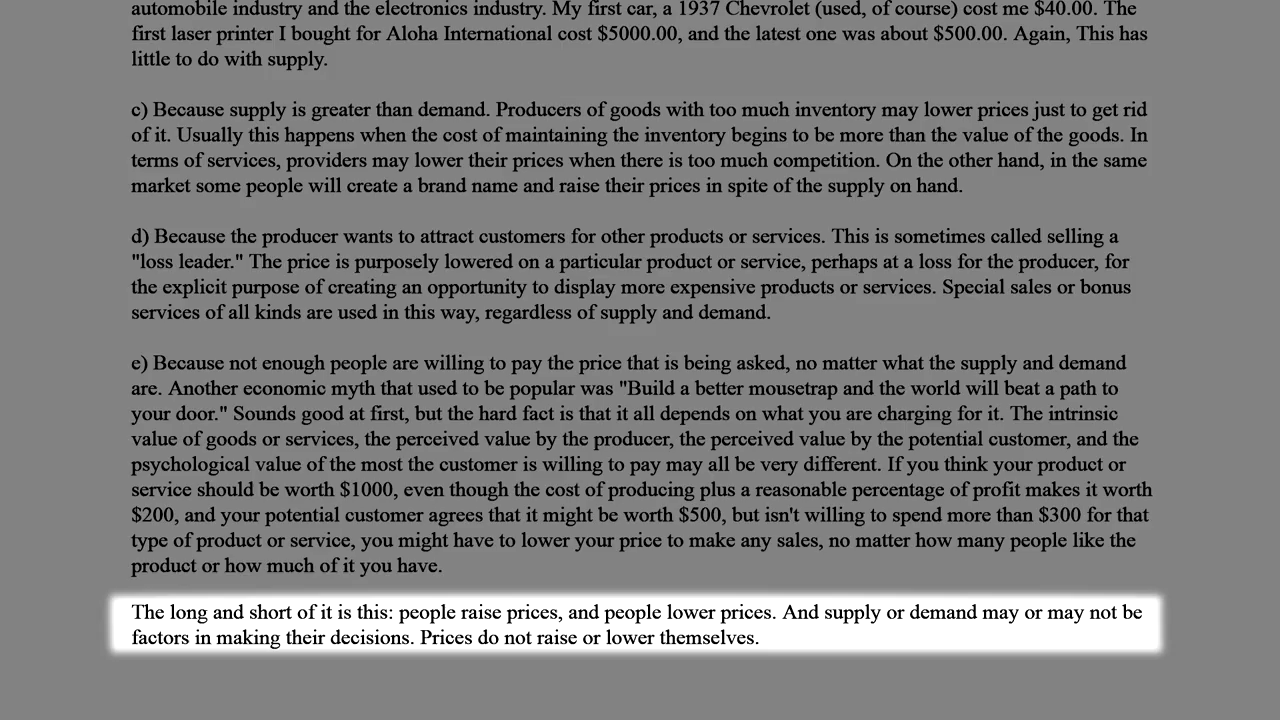 automobile industry and the electronics industry. My first car, a 1937 Chevrolet (used, of course) cost me $40.00. The
first laser printer I bought for Aloha International cost $5000.00, and the latest one was about $500.00. Again, This has
little to do with supply.
c) Because supply is greater than demand. Producers of goods with too much inventory may lower prices just to get rid
of it. Usually this happens when the cost of maintaining the inventory begins to be more than the value of the goods. In
terms of services, providers may lower their prices when there is too much competition. On the other hand, in the same
market some people will create a brand name and raise their prices in spite of the supply on hand.
d) Because the producer wants to attract customers for other products or services. This is sometimes called selling a
"loss leader." The price is purposely lowered on a particular product or service, perhaps at a loss for the producer, for
the explicit purpose of creating an opportunity to display more expensive products or services. Special sales or bonus
services of all kinds are used in this way, regardless of supply and demand.
e) Because not enough people are willing to pay the price that is being asked, no matter what the supply and demand
are. Another economic myth that used to be popular was "Build a better mousetrap and the world will beat a path to
your door." Sounds good at first, but the hard fact is that it all depends on what you are charging for it. The intrinsic
value of goods or services, the perceived value by the producer, the perceived value by the potential customer, and the
psychological value of the most the customer is willing to pay may all be very different. If you think your product or
service should be worth $1000, even though the cost of producing plus a reasonable percentage of profit makes it worth
$200, and your potential customer agrees that it might be worth $500, but isn't willing to spend more than $300 for that
type of product or service, you might have to lower your price to make any sales, no matter how many people like the
product or how much of it you have.
The long and short of it is this: people raise prices, and people lower prices. And supply or demand may or may not be
factors in making their decisions. Prices do not raise or lower themselves.